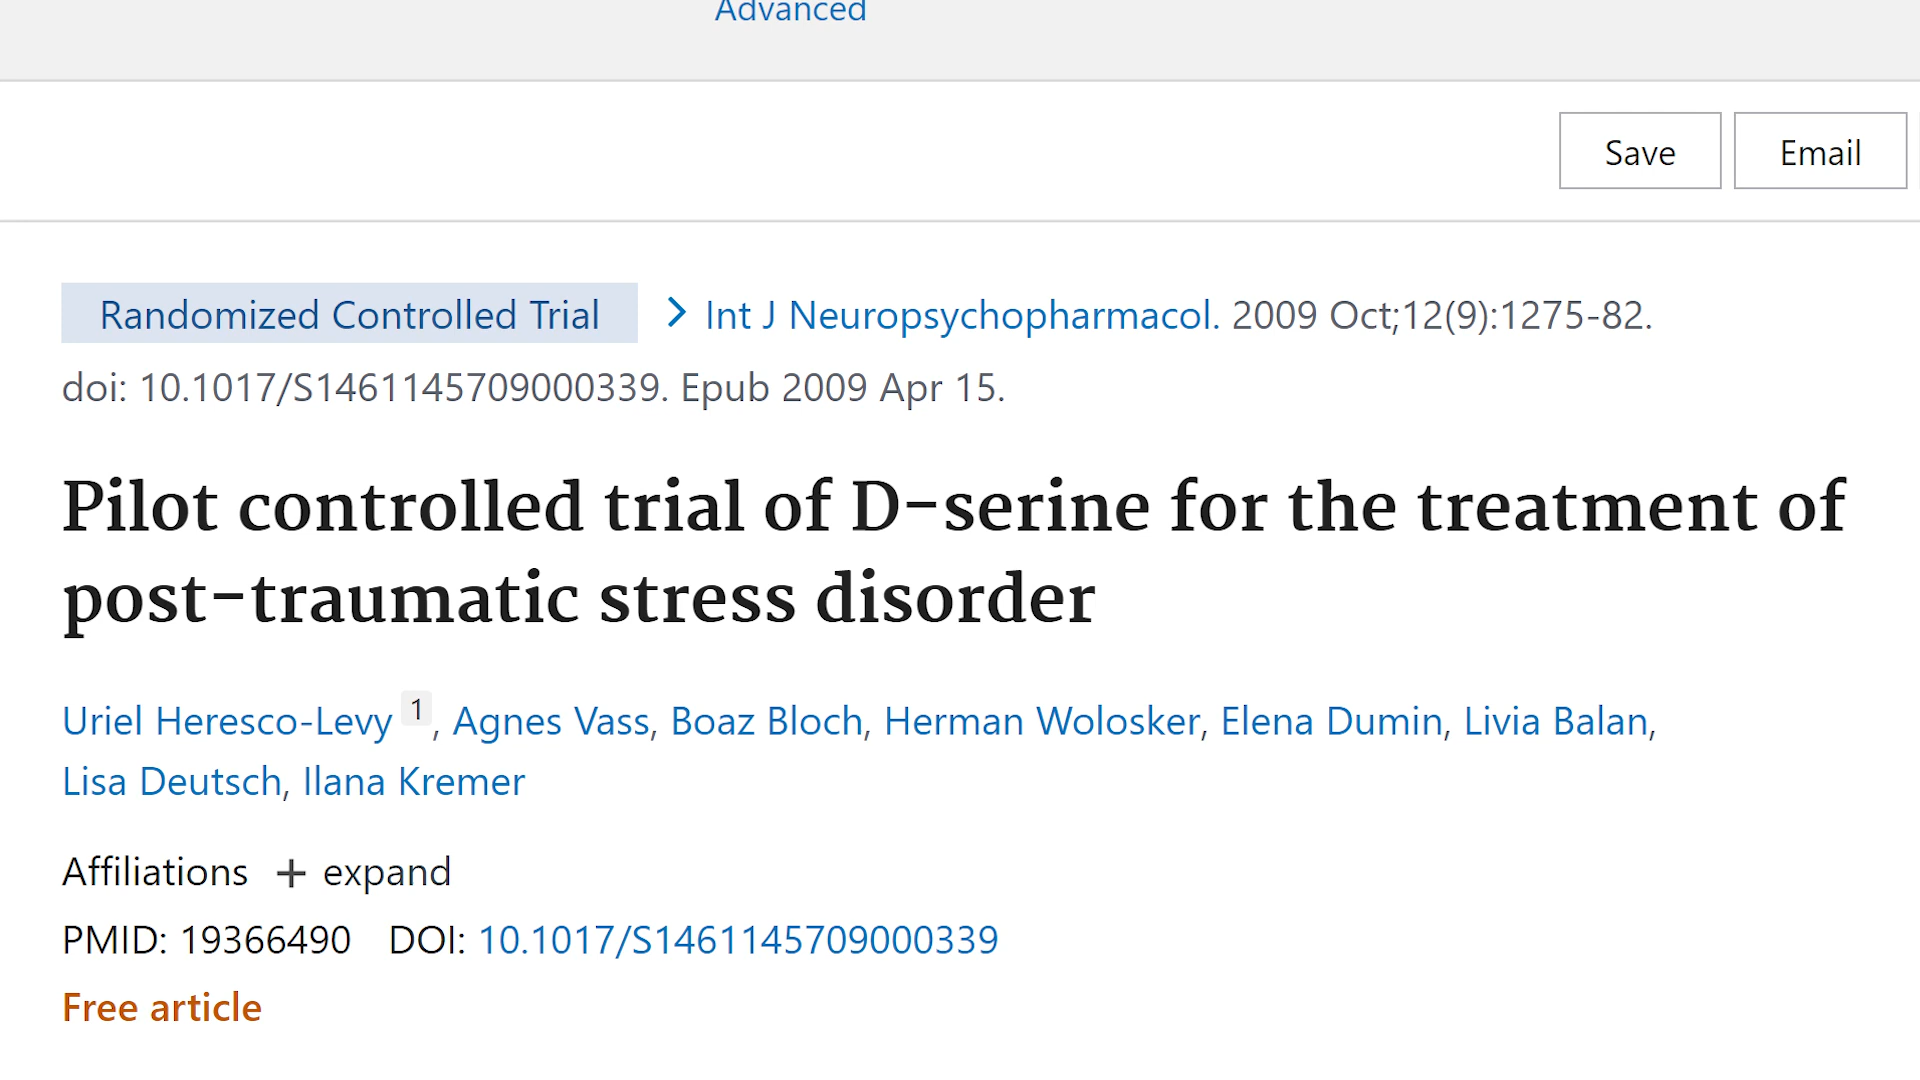 Advanced
Save Email
Randomized Controlled Trial > Int J Neuropsychopharmacol. 2009 Oct;12(9):1275-82.
doi: 10.1017/S1461145709000339. Epub 2009 Apr 15.
Pilot controlled trial of D-serine for the treatment of
post-traumatic stress disorder
Uriel Heresco-Levy 1, Agnes Vass, Boaz Bloch, Herman Wolosker, Elena Dumin, Livia Balan,
Lisa Deutsch, Ilana Kremer
Affiliations + expand
PMID: 19366490 DOI: 10.1017/S1461145709000339
Free article